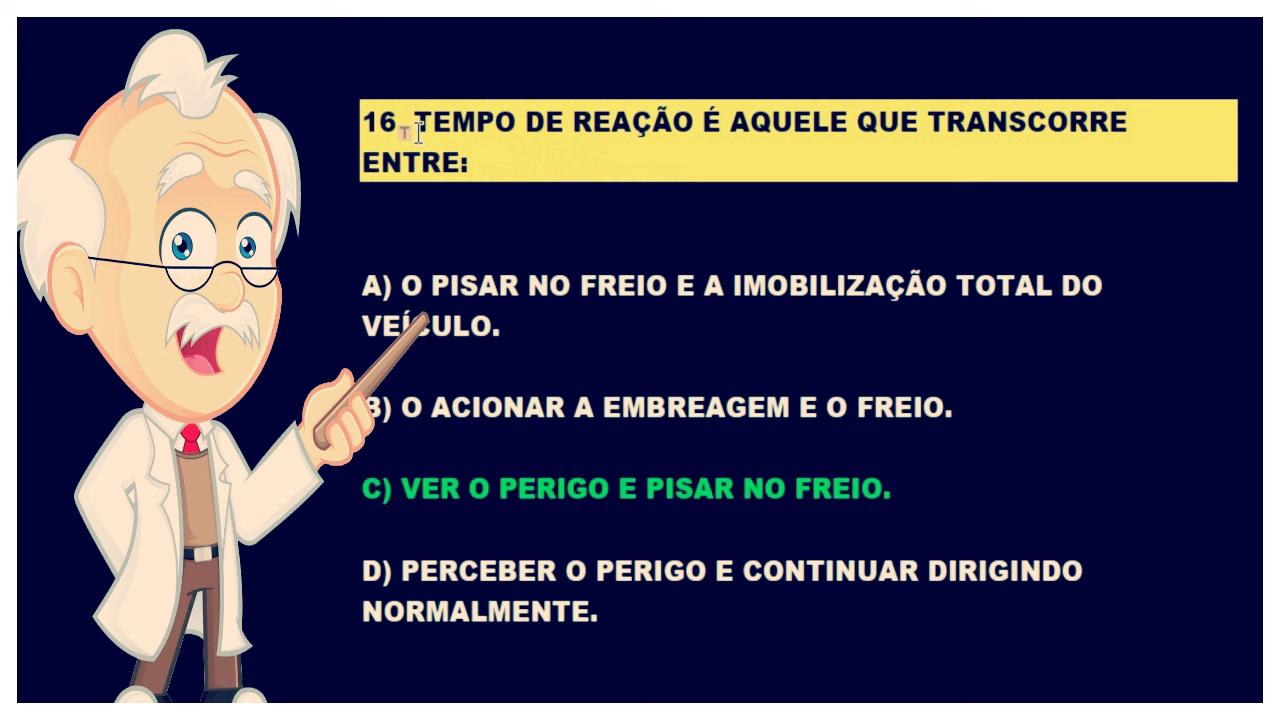 16. TEMPO DE REAÇÃO É AQUELE QUE TRANSCORRE
ENTRE:
A) O PISAR NO FREIO E A IMOBILIZAÇÃO TOTAL DO
VEÍCULO.
B) O ACIONAR A EMBREAGEM E O FREIO.
C) VER O PERIGO E PISAR NO FREIO.
D) PERCEBER O PERIGO E CONTINUAR DIRIGINDO
NORMALMENTE.